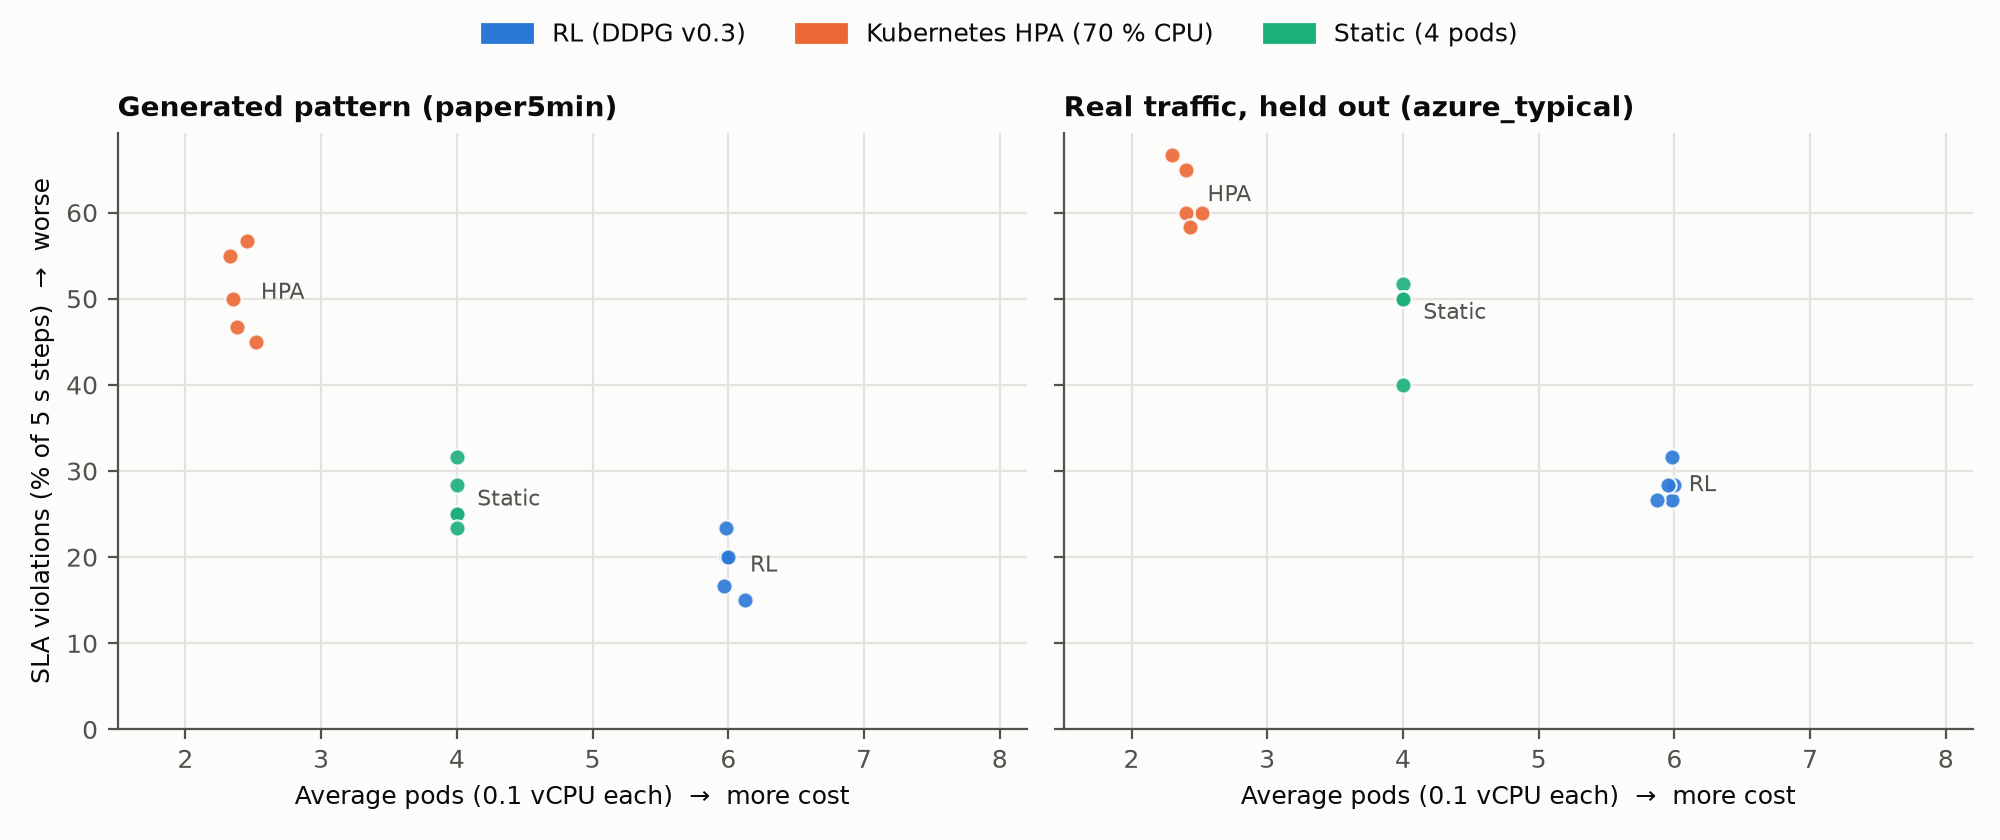 RL (DDPG v0.3) Kubernetes HPA (70 % CPU) Static (4 pods)
Generated pattern (paper5min)
SLA violations (% of 5 s steps) → worse
60
50
40
30
20
10
0
HPA
Static
RL
2 3 4 5 6 7 8
Average pods (0.1 vCPU each) → more cost
Real traffic, held out (azure_typical)
HPA
Static
RL
2 3 4 5 6 7 8
Average pods (0.1 vCPU each) → more cost